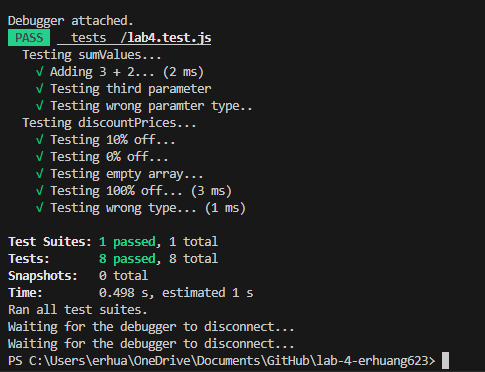 Debugger attached.
PASS __tests__/lab4.test.js
Testing sumValues...
√ Adding 3 + 2... (2 ms)
√ Testing third parameter
√ Testing wrong paramter type..
Testing discountPrices...
√ Testing 10% off...
√ Testing 0% off...
√ Testing empty array...
√ Testing 100% off... (3 ms)
√ Testing wrong type... (1 ms)
Test Suites: 1 passed, 1 total
Tests: 8 passed, 8 total
Snapshots: 0 total
Time: 0.498 s, estimated 1 s
Ran all test suites.
Waiting for the debugger to disconnect...
Waiting for the debugger to disconnect...
PS C:\Users\erhua\OneDrive\Documents\GitHub\lab-4-erhuang623>